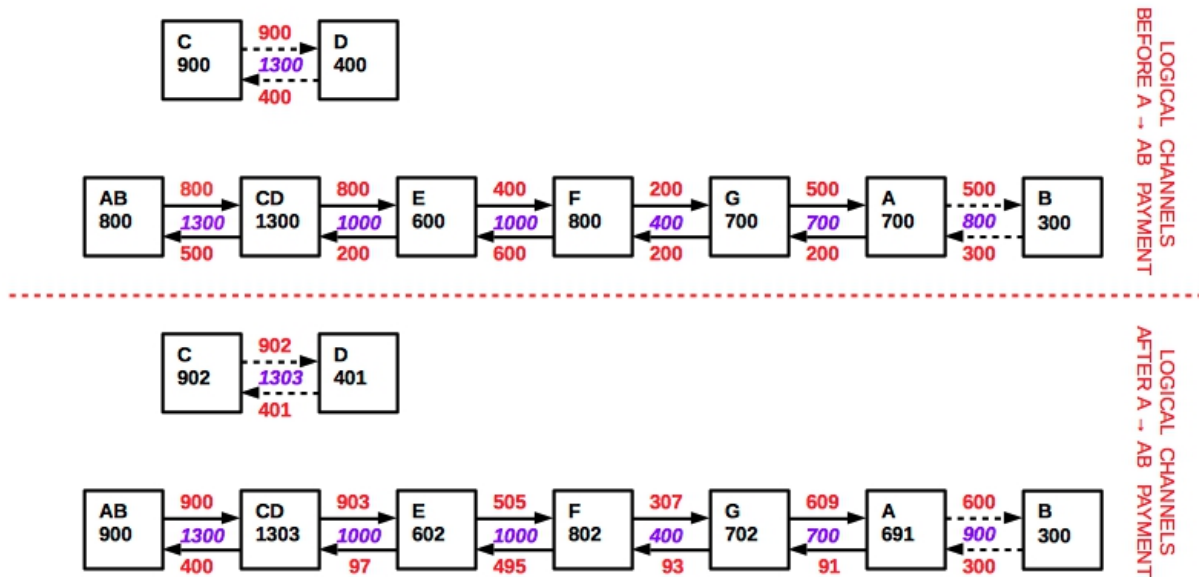 900
C D
1300
900 400
400
LOGICAL CHANNELS
BEFORE A → AB PAYMENT
800 800 400 200 500 500
AB CD E F G A B
800 1300 1300 1000 600 1000 800 400 700 700 700 800 300
500 200 600 200 200 300
902
C D
1303
902 401
401
LOGICAL CHANNELS
AFTER A → AB PAYMENT
900 903 505 307 609 600
AB CD E F G A B
900 1300 1303 1000 602 1000 802 400 702 700 691 900 300
400 97 495 93 91 300